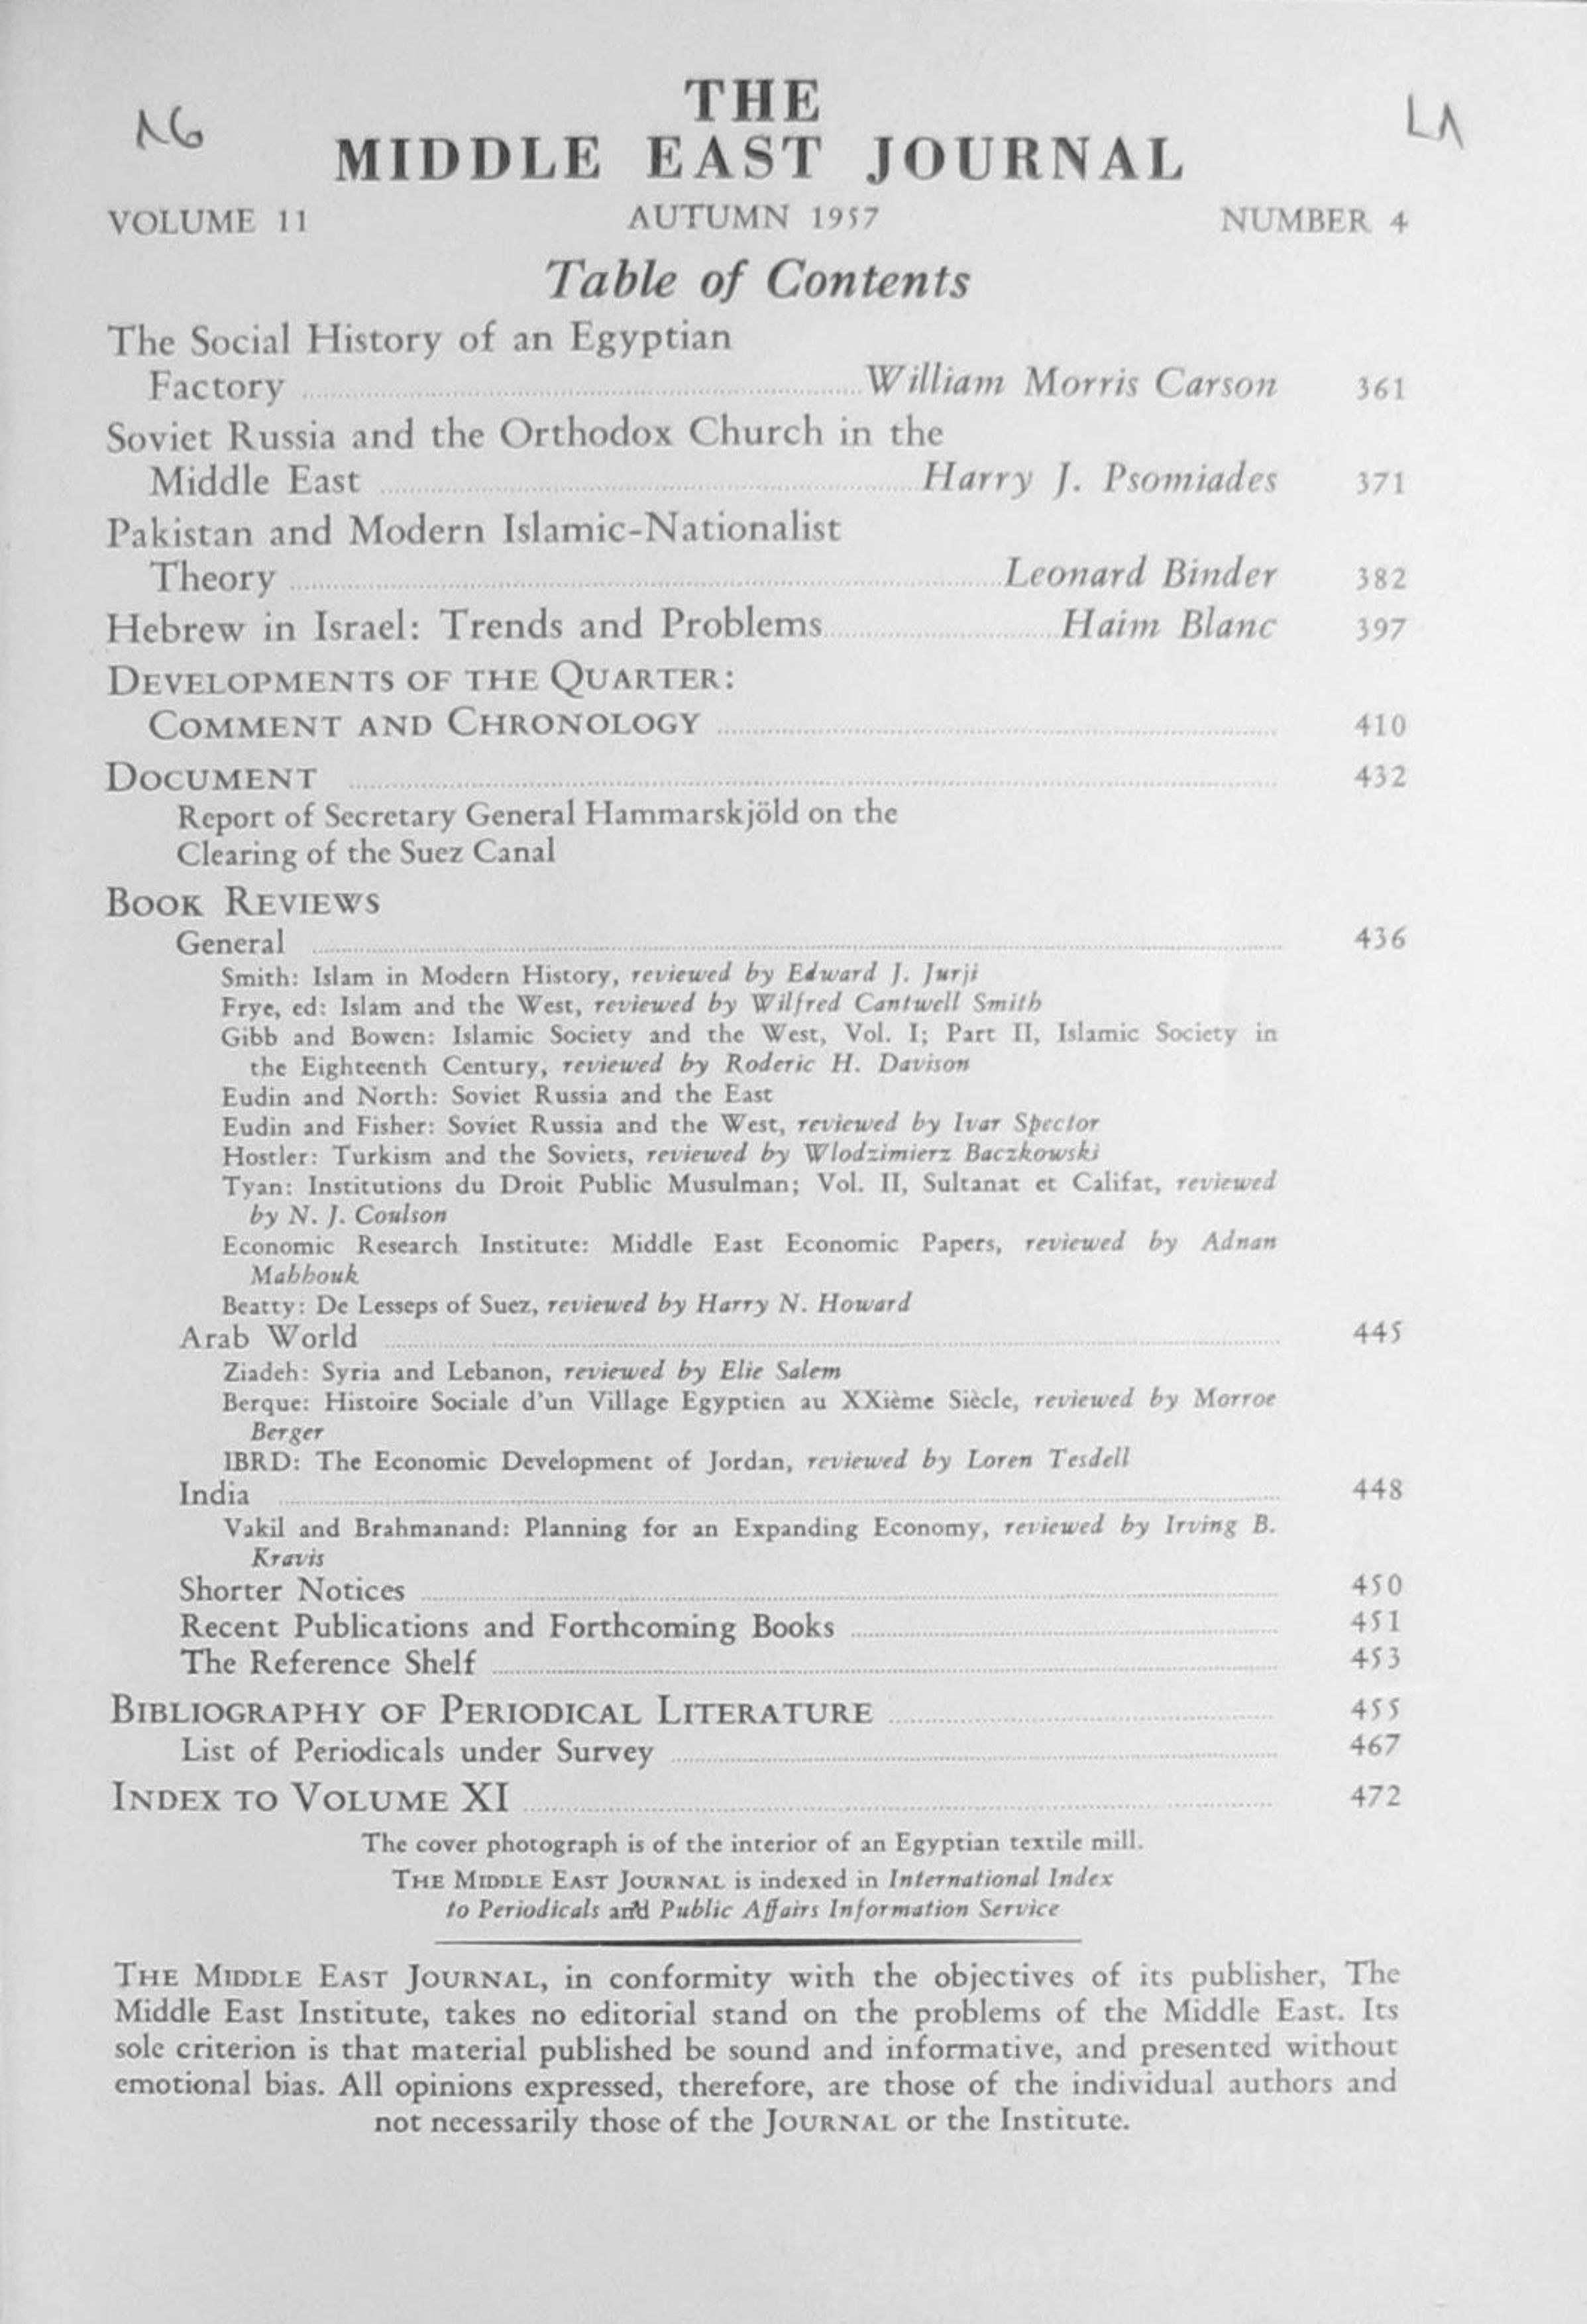 THE
MIDDLE EAST JOURNAL
VOLUME 11 AUTUMN 1957 NUMBER 4
Table of Contents
The Social History of an Egyptian
Factory William Morris Carson 361
Soviet Russia and the Orthodox Church in the
Middle East Harry J. Psomiades 371
Pakistan and Modern Islamic-Nationalist
Theory Leonard Binder 382
Hebrew in Israel: Trends and Problems Haim Blanc 397
DEVELOPMENTS OF THE QUARTER:
COMMENT AND CHRONOLOGY 410
DOCUMENT 432
Report of Secretary General Hammarskjöld on the
Clearing of the Suez Canal
BOOK REVIEWS
General 436
Smith: Islam in Modern History, reviewed by Edward J. Jurji
Frye, ed: Islam and the West, reviewed by Wilfred Cantwell Smith
Gibb and Bowen: Islamic Society and the West, Vol. I; Part II, Islamic Society in
the Eighteenth Century, reviewed by Roderic H. Davison
Eudin and North: Soviet Russia and the East
Eudin and Fisher: Soviet Russia and the West, reviewed by Ivar Spector
Hostler: Turkism and the Soviets, reviewed by Wlodzimierz Baczkowski
Tyan: Institutions du Droit Public Musulman; Vol. II, Sultanat et Califat, reviewed
by N. J. Coulson
Economic Research Institute: Middle East Economic Papers, reviewed by Adnan
Mahhouk
Beatty: De Lesseps of Suez, reviewed by Harry N. Howard
Arab World 445
Ziadeh: Syria and Lebanon, reviewed by Elie Salem
Berque: Histoire Sociale d'un Village Egyptien au XXième Siècle, reviewed by Morroe
Berger
IBRD: The Economic Development of Jordan, reviewed by Loren Tesdell
India 448
Vakil and Brahmanand: Planning for an Expanding Economy, reviewed by Irving B.
Kravis
Shorter Notices 450
Recent Publications and Forthcoming Books 451
The Reference Shelf 453
BIBLIOGRAPHY OF PERIODICAL LITERATURE 455
List of Periodicals under Survey 467
INDEX TO VOLUME XI 472
The cover photograph is of the interior of an Egyptian textile mill.
THE MIDDLE EAST JOURNAL is indexed in International Index
to Periodicals and Public Affairs Information Service
THE MIDDLE EAST JOURNAL, in conformity with the objectives of its publisher, The
Middle East Institute, takes no editorial stand on the problems of the Middle East. Its
sole criterion is that material published be sound and informative, and presented without
emotional bias. All opinions expressed, therefore, are those of the individual authors and
not necessarily those of the JOURNAL or the Institute.